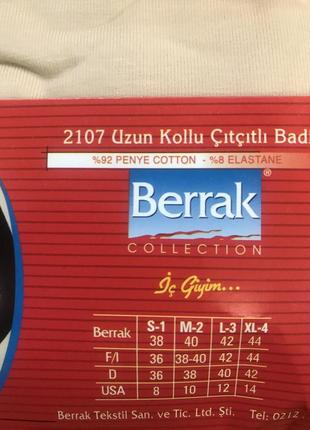 2107 Uzun Kollu Çıtçıtlı Badi
%92 PENYE COTTON - %8 ELASTANE
Berrak ®
COLLECTION
İç Giyim...
Berrak S-1 M-2 L-3 XL-4
38 40 42 44
F/I 36 38-40 42 44
D 36 38 40 42
USA 8 10 12 14
Berrak Tekstil San. ve Tic. Ltd. Şti. Tel: 0212